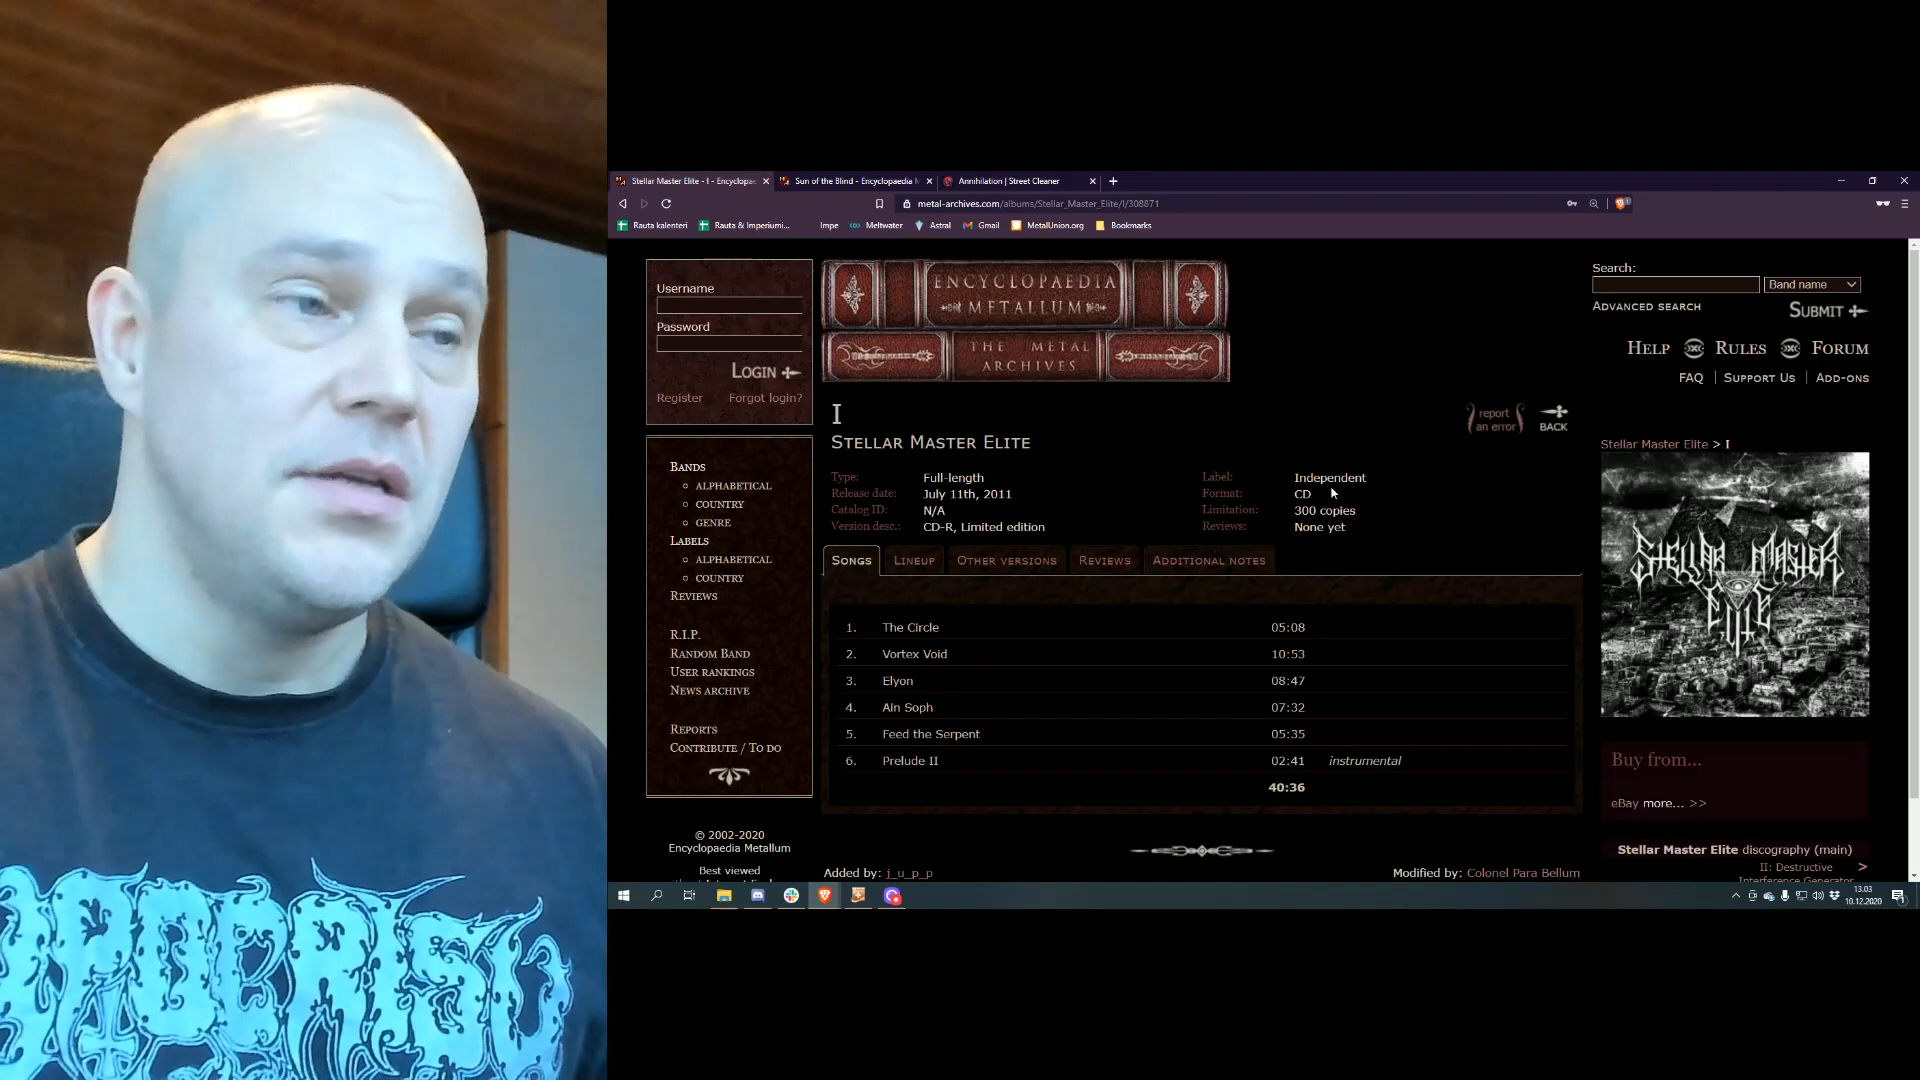 Stellar Master Elite - I - Encyclopae
Sun of the Blind - Encyclopaedia M
Annihilation | Street Cleaner
metal-archives.com/albums/Stellar_Master_Elite/I/308871
Rauta kalenteri
Rauta & Imperiumi...
Impe
Meltwater
Astral
Gmail
MetalUnion.org
Bookmarks
Username
Password
LOGIN
Register
Forgot login?
ENCYCLOPAEDIA
METALLUM
THE METAL
ARCHIVES
Search:
Band name
ADVANCED SEARCH
SUBMIT
HELP
RULES
FORUM
FAQ
SUPPORT US
ADD-ONS
BANDS
ALPHABETICAL
COUNTRY
GENRE
LABELS
ALPHABETICAL
COUNTRY
REVIEWS
R.I.P.
RANDOM BAND
USER RANKINGS
NEWS ARCHIVE
REPORTS
CONTRIBUTE / TO DO
© 2002-2020
Encyclopaedia Metallum
Best viewed
I
STELLAR MASTER ELITE
report
an error
BACK
Type: Full-length
Release date: July 11th, 2011
Catalog ID: N/A
Version desc.: CD-R, Limited edition
Label: Independent
Format: CD
Limitation: 300 copies
Reviews: None yet
SONGS
LINEUP
OTHER VERSIONS
REVIEWS
ADDITIONAL NOTES
1. The Circle 05:08
2. Vortex Void 10:53
3. Elyon 08:47
4. Ain Soph 07:32
5. Feed the Serpent 05:35
6. Prelude II 02:41 instrumental
40:36
Added by: j_u_p_p
Modified by: Colonel Para Bellum
Stellar Master Elite > I
STELLAR MASTER
ELITE
Buy from...
eBay more... >>
Stellar Master Elite discography (main)
II: Destructive >
Interference Generator
13.03
10.12.2020